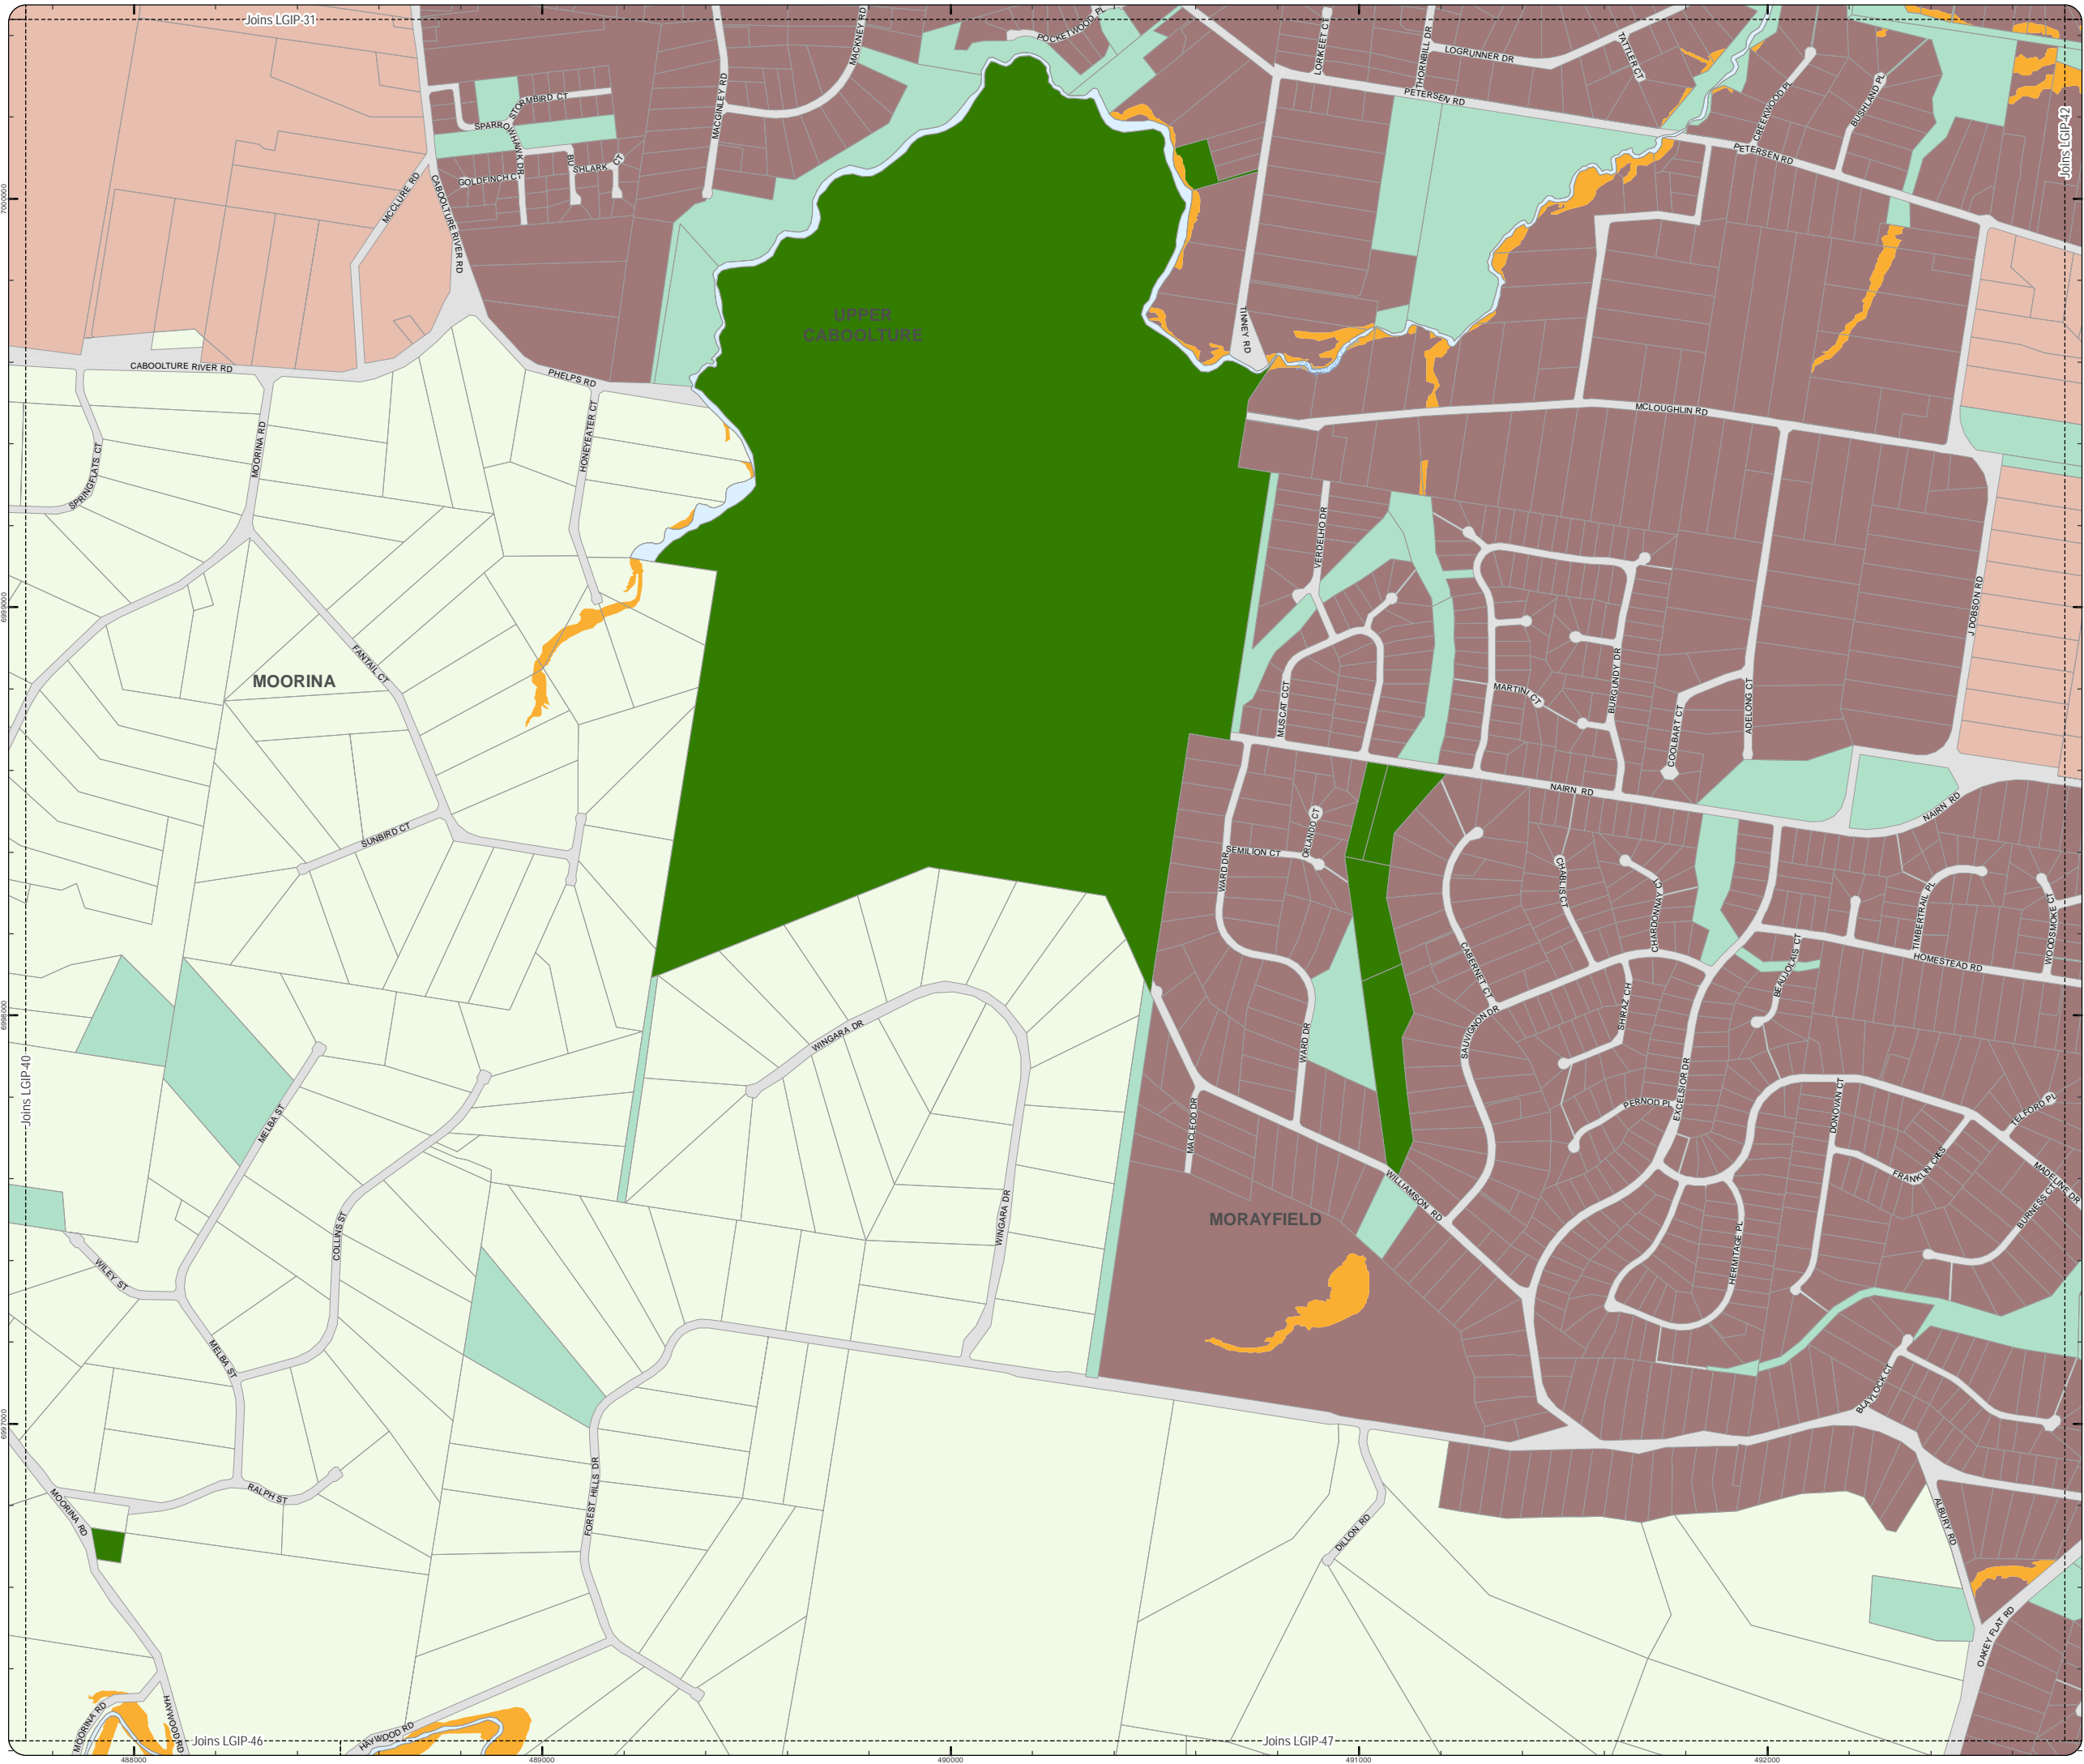 Joins LGIP-31
POCKETWOOD PL
MACKNEY RD
LORIKEET CT
THORNBILL DR
LOGRUNNER DR
TATTLER CT
MACGINLEY RD
STORMBIRD CT
SPARROWHAWK DR
BUSHLARK CT
GOLDFINCH CT
PETERSEN RD
CREEKWOOD PL
BUSHLAND PL
PETERSEN RD
Joins LGIP-42
MCCLURE RD
CABOOLTURE RIVER RD
7000000
UPPER
CABOOLTURE
TINNEY RD
CABOOLTURE RIVER RD
PHELPS RD
MCLOUGHLIN RD
SPRINGFLATS CT
MOORINA RD
HONEYEATER CT
VERDELHO DR
6999000
J DOBSON RD
MOORINA
FANTAIL CT
MUSCAT CCT
MARTINI CT
BURGUNDY DR
COOLBART CT
ADELONG CT
NAIRN RD
NAIRN RD
SUNBIRD CT
WARD DR
SEMILION CT
ORLANDO CT
CHABLIS CT
CHARDONNAY CT
TIMBERTRAIL PL
WOODSMOKE CT
HOMESTEAD RD
BEAUJOLAIS CT
CABERNET CT
SAUVIGNON DR
SHIRAZ CH
6998000
WINGARA DR
WARD DR
Joins LGIP-40
MELBA ST
MACLEOD DR
PERNOD PL
EXCELSIOR DR
DONOVAN CT
TELFORD PL
FRANKLIN CRES
MADELINE DR
BURNESS CT
WILLIAMSON RD
MORAYFIELD
COLLINS ST
WINGARA DR
HERMITAGE PL
WILEY ST
MELBA ST
BLAYLOCK CT
6997000
RALPH ST
MOORINA RD
FOREST HILLS DR
DILLON RD
ALBURY RD
OAKEY FLAT RD
MOORINA RD
HAYWOOD RD
HAYWOOD RD
Joins LGIP-46
Joins LGIP-47
488000
489000
490000
491000
492000